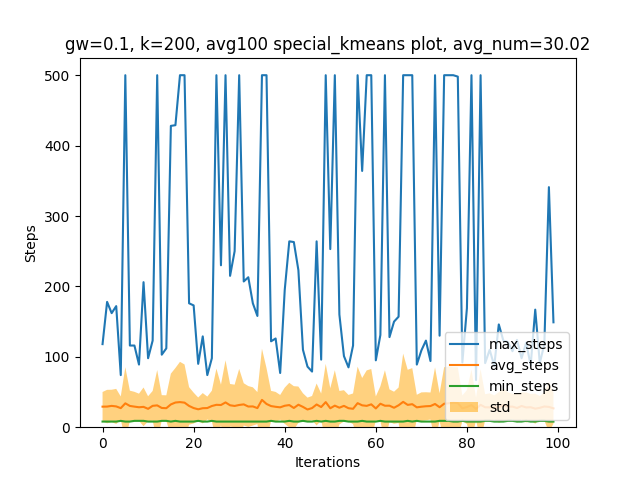 gw=0.1, k=200, avg100 special_kmeans plot, avg_num=30.02
500
400
300
200
100
0
Steps
max_steps
avg_steps
min_steps
std
0 20 40 60 80 100
Iterations